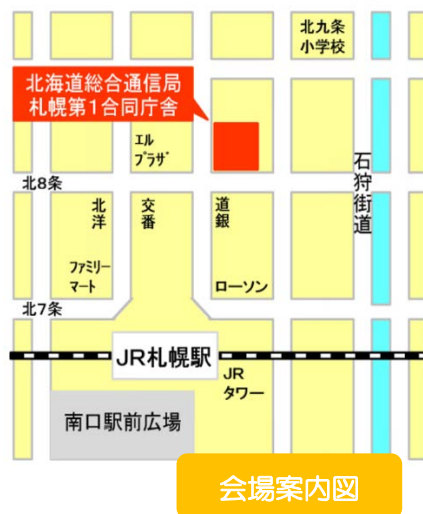 北九条
小学校
北海道総合通信局
札幌第1合同庁舎
エル
プラザ
石狩街道
北8条
北洋
交番
道銀
ファミリー
マート
ローソン
北7条
JR札幌駅
JR
タワー
南口駅前広場
会場案内図